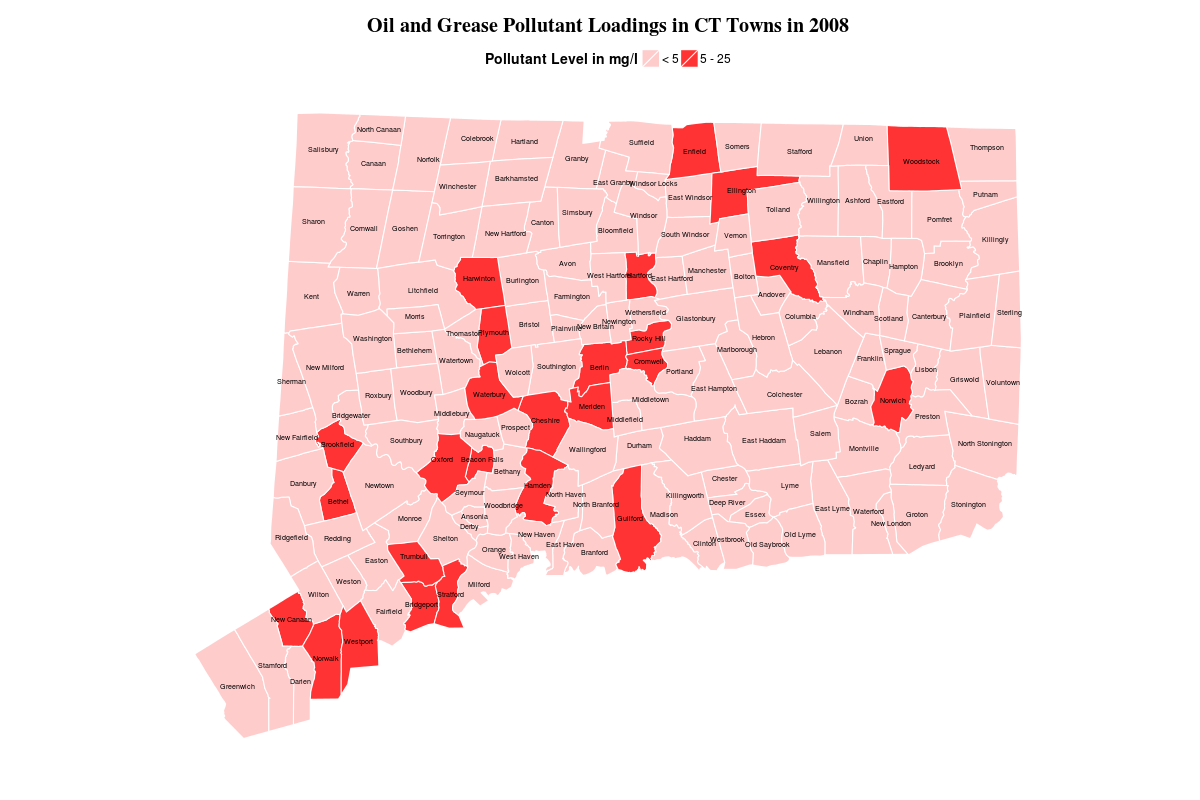 Oil and Grease Pollutant Loadings in CT Towns in 2008
Pollutant Level in mg/l < 5 5 - 25
North Canaan
Colebrook
Hartland
Suffield
Union
Salisbury
Canaan
Norfolk
Granby
Enfield
Somers
Stafford
Woodstock
Thompson
Winchester
Barkhamsted
East Granby
Windsor Locks
East Windsor
Ellington
Willington
Ashford
Eastford
Putnam
Sharon
Cornwall
Goshen
Torrington
New Hartford
Canton
Simsbury
Bloomfield
Windsor
South Windsor
Vernon
Tolland
Pomfret
Killingly
Kent
Warren
Litchfield
Harwinton
Burlington
Avon
West Hartford
Hartford
East Hartford
Manchester
Bolton
Coventry
Mansfield
Chaplin
Hampton
Brooklyn
Morris
Farmington
Andover
Washington
Bethlehem
Thomaston
Plymouth
Bristol
Plainville
New Britain
Newington
Wethersfield
Glastonbury
Columbia
Windham
Scotland
Canterbury
Plainfield
Sterling
Watertown
Rocky Hill
Marlborough
Hebron
Lebanon
Franklin
Sprague
Sherman
New Milford
Roxbury
Woodbury
Waterbury
Wolcott
Southington
Berlin
Cromwell
Portland
East Hampton
Colchester
Bozrah
Norwich
Lisbon
Griswold
Voluntown
Bridgewater
Middlebury
Naugatuck
Prospect
Cheshire
Meriden
Middletown
Middlefield
Preston
New Fairfield
Brookfield
Southbury
Oxford
Beacon Falls
Bethany
Wallingford
Durham
Haddam
East Haddam
Salem
Montville
North Stonington
Ledyard
Danbury
Bethel
Newtown
Seymour
Woodbridge
Hamden
North Haven
North Branford
Guilford
Killingworth
Madison
Chester
Deep River
Essex
Lyme
East Lyme
Waterford
New London
Groton
Stonington
Ridgefield
Redding
Monroe
Ansonia
Derby
Shelton
Orange
New Haven
West Haven
East Haven
Branford
Clinton
Westbrook
Old Saybrook
Old Lyme
Easton
Trumbull
Weston
Wilton
Milford
Stratford
Bridgeport
Fairfield
New Canaan
Westport
Norwalk
Stamford
Darien
Greenwich